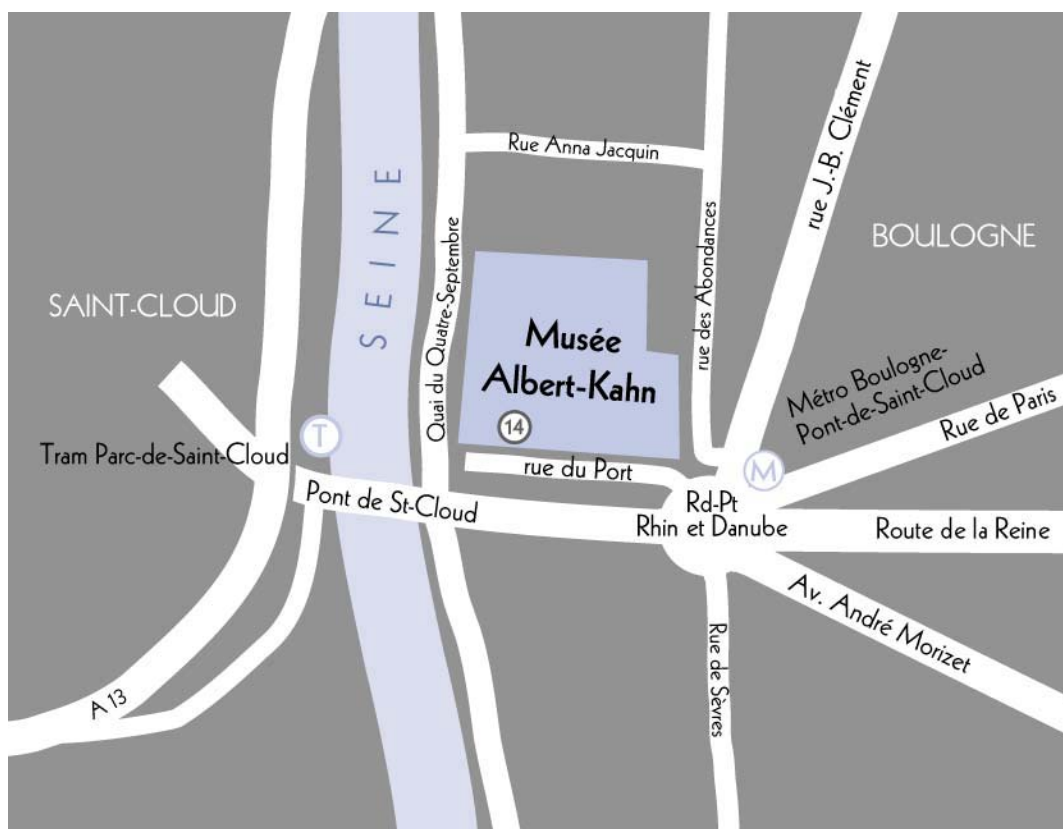 Rue Anna Jacquin
rue J.-B. Clément
BOULOGNE
SEINE
Quai du Quatre-Septembre
rue des Abondances
SAINT-CLOUD
Musée
Albert-Kahn
14
Métro Boulogne-
Pont-de-Saint-Cloud
Rue de Paris
T
Tram Parc-de-Saint-Cloud
rue du Port
M
Pont de St-Cloud
Rd-Pt
Rhin et Danube
Route de la Reine
Av. André Morizet
Rue de Sèvres
A 13